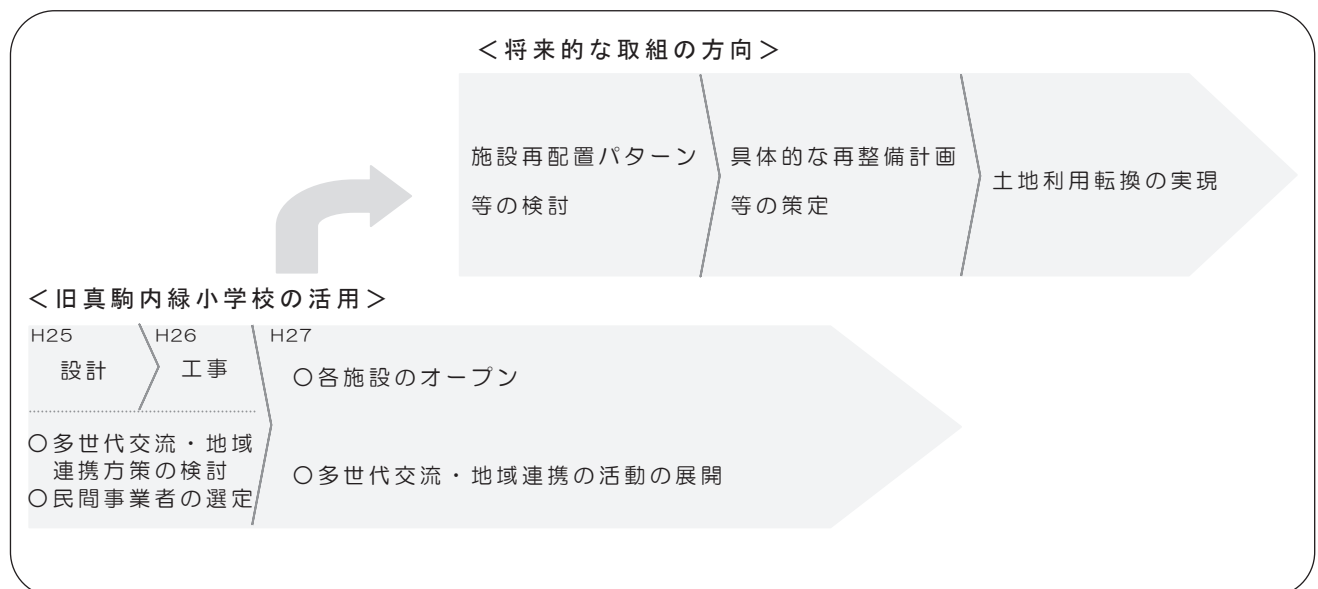 ＜将来的な取組の方向＞
施設再配置パターン
等の検討
具体的な再整備計画
等の策定
土地利用転換の実現
＜旧真駒内緑小学校の活用＞
H25
設計
H26
工事
H27
〇各施設のオープン
〇多世代交流・地域
連携方策の検討
〇民間事業者の選定
〇多世代交流・地域連携の活動の展開